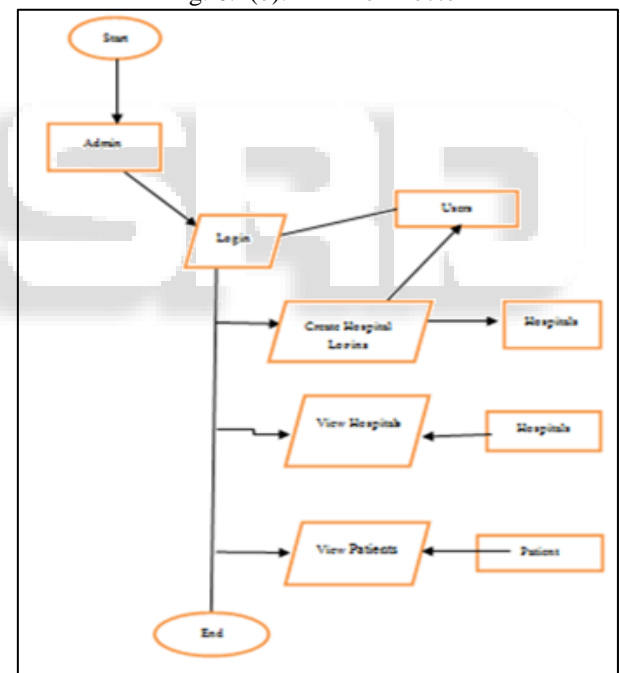 Start
Admin
Users
Login
Create Hospital
Logins
Hospitals
View Hospitals
Hospitals
View Patients
Patient
End